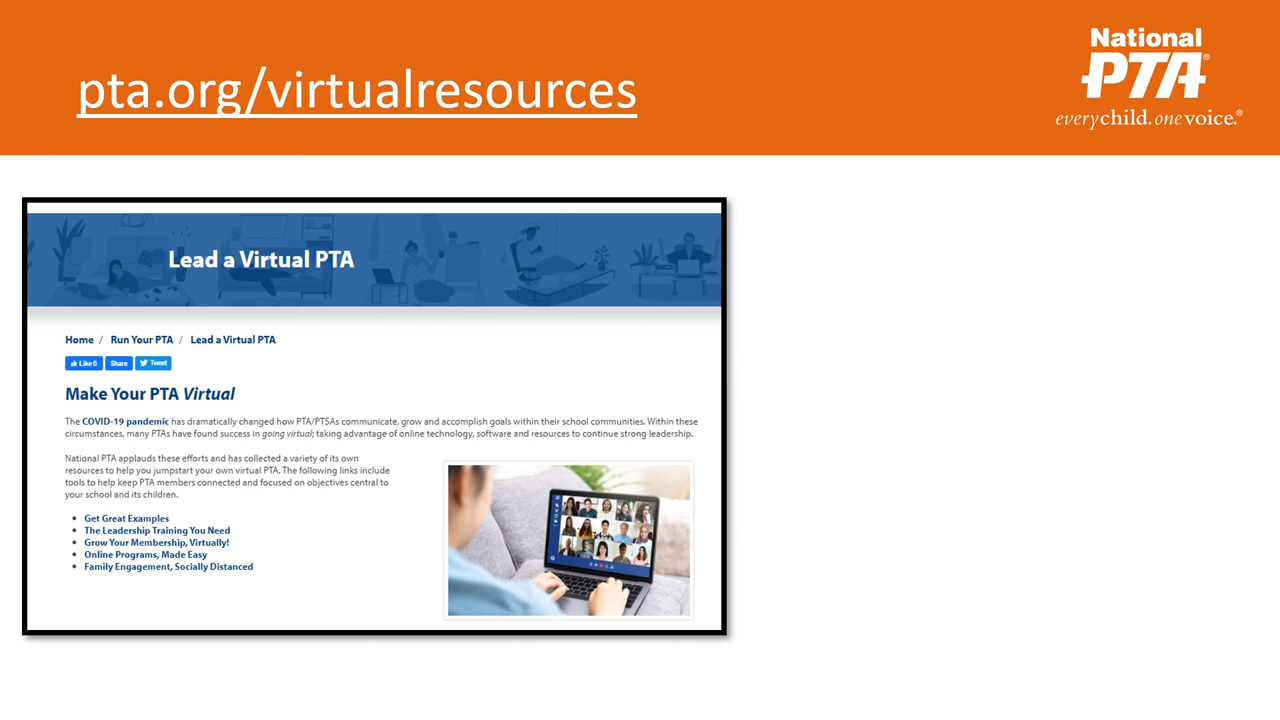 pta.org/virtualresources
National
PTA®
everychild.onevoice.®
Lead a Virtual PTA
Home / Run Your PTA / Lead a Virtual PTA
Like 6 Share Tweet
Make Your PTA Virtual
The COVID-19 pandemic has dramatically changed how PTA/PTSAs communicate, grow and accomplish goals within their school communities. Within these
circumstances, many PTAs have found success in going virtual; taking advantage of online technology, software and resources to continue strong leadership.
National PTA applauds these efforts and has collected a variety of its own
resources to help you jumpstart your own virtual PTA. The following links include
tools to help keep PTA members connected and focused on objectives central to
your school and its children.
• Get Great Examples
• The Leadership Training You Need
• Grow Your Membership, Virtually!
• Online Programs, Made Easy
• Family Engagement, Socially Distanced